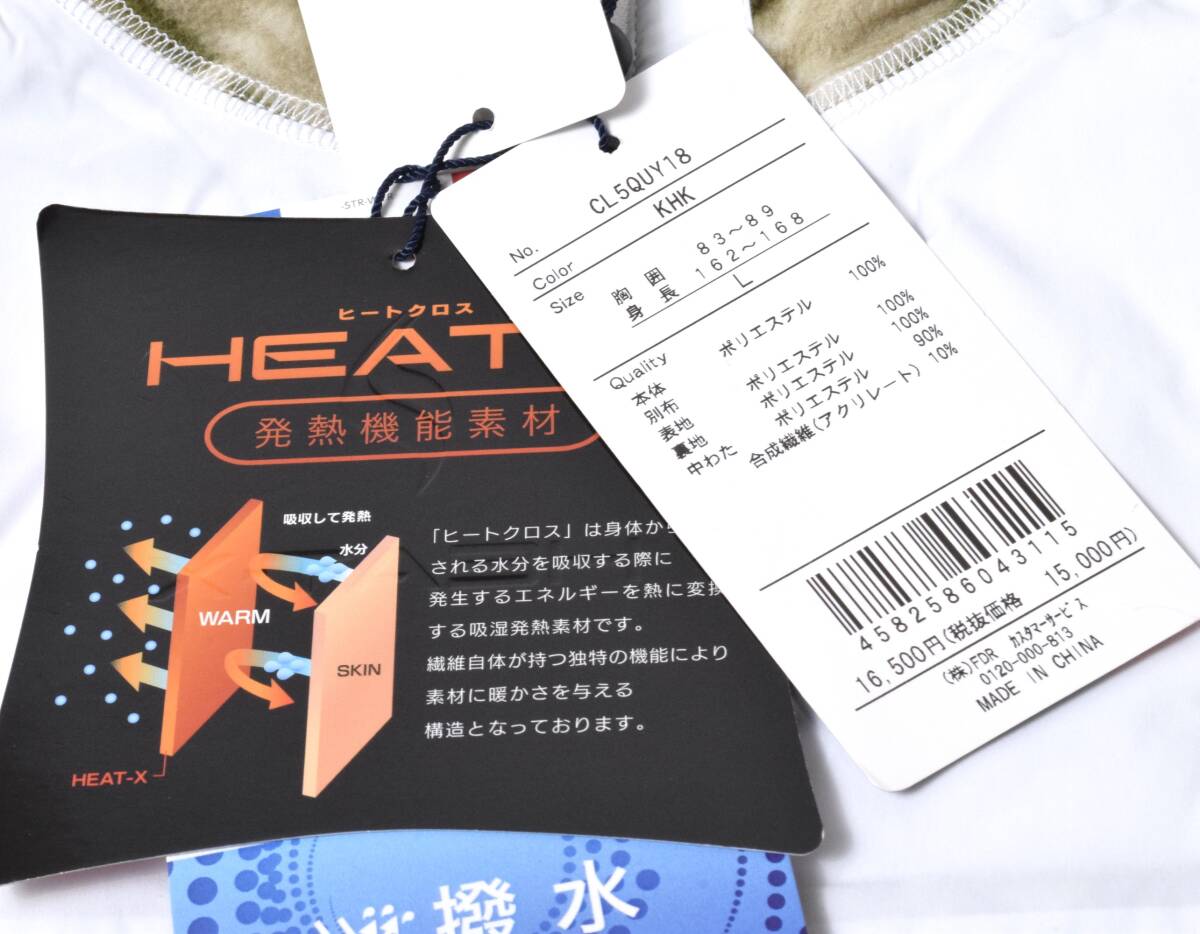 -STR-W
ヒートクロス
HEAT
発熱機能素材
吸収して発熱
水分
WARM
SKIN
HEAT-X
「ヒートクロス」は身体から
される水分を吸収する際に
発生するエネルギーを熱に変換
する吸湿発熱素材です。
繊維自体が持つ独特の機能により
素材に暖かさを与える
構造となっております。
No. CL5QUY18
Color KHK
Size 胸囲 83～89
身長 162～168
L
Quality
本体 ポリエステル 100%
別布 ポリエステル 100%
表地 ポリエステル 100%
裏地 ポリエステル 90%
中わた 合成繊維(アクリレート) 10%
4582586043115
16,500円(税抜価格 15,000円)
(株)FDR カスタマーサービス
0120-000-813
MADE IN CHINA
撥水